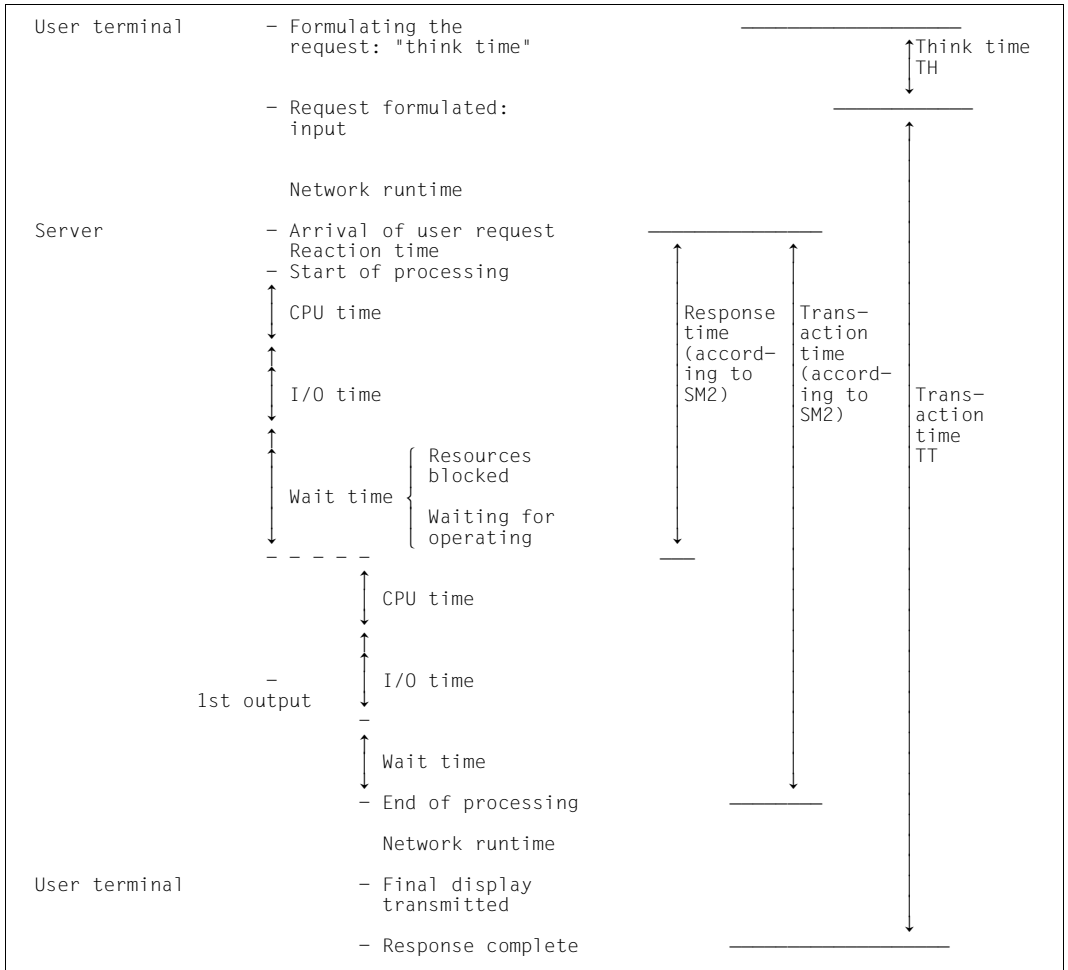 User terminal – Formulating the
request: "think time"
Think time
TH
– Request formulated:
input
Network runtime
Server – Arrival of user request
Reaction time
– Start of processing
CPU time
Response
time
(accord–
ing to
SM2)
Trans–
action
time
(accord–
ing to
SM2)
I/O time
Trans–
action
time
TT
Resources
blocked
Wait time
Waiting for
operating
– – – – –
CPU time
– I/O time
1st output
–
Wait time
– End of processing
Network runtime
User terminal – Final display
transmitted
– Response complete